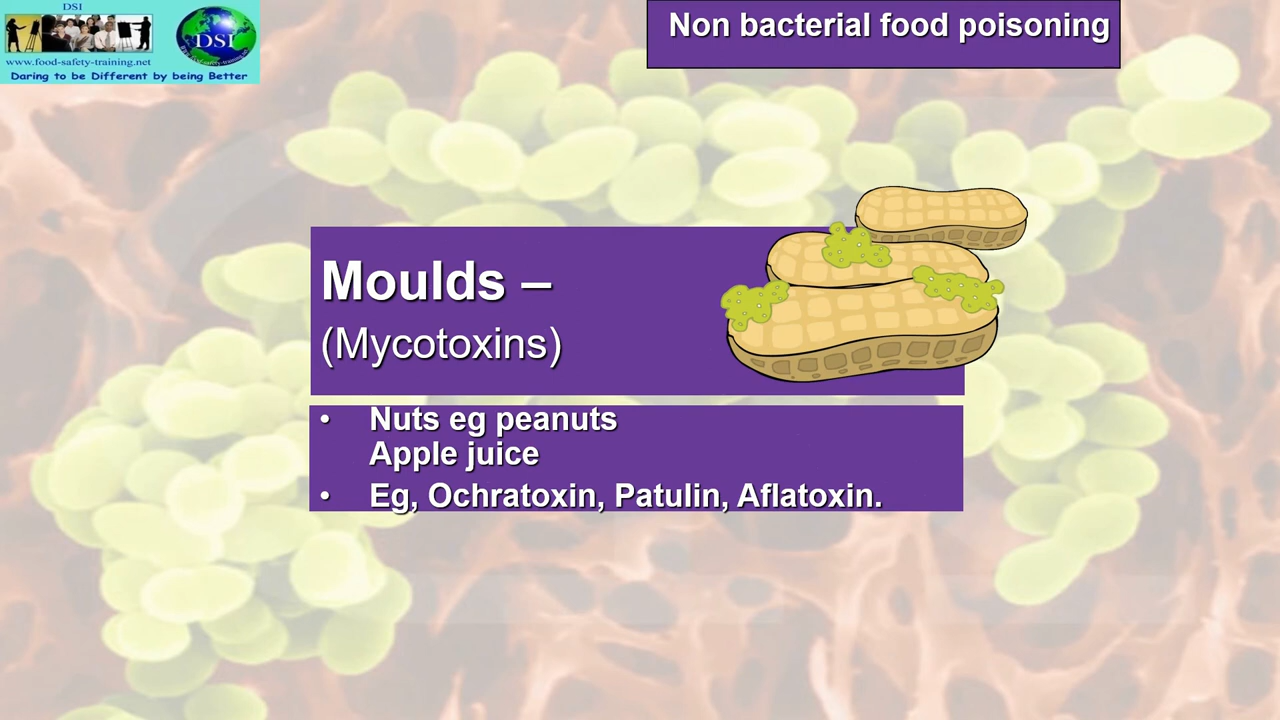 DSI
DSI
www.food-safety-training.net
Daring to be Different by being Better
Non bacterial food poisoning
Moulds –
(Mycotoxins)
• Nuts eg peanuts
Apple juice
• Eg, Ochratoxin, Patulin, Aflatoxin.